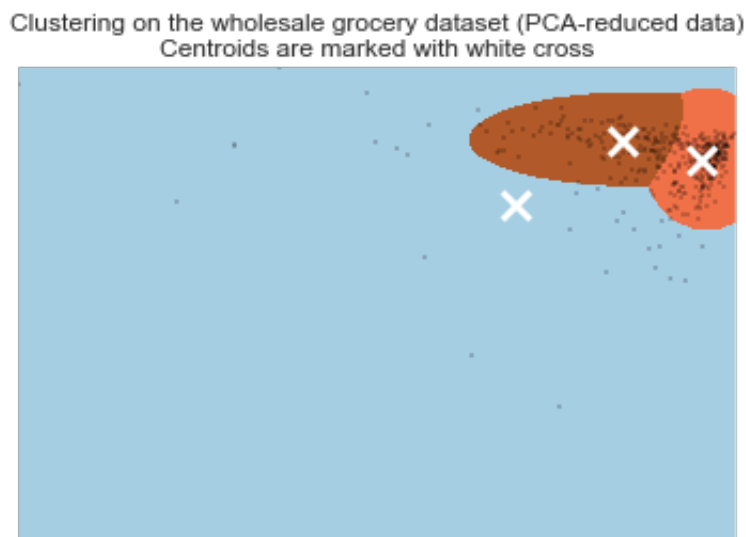 Clustering on the wholesale grocery dataset (PCA-reduced data)
Centroids are marked with white cross